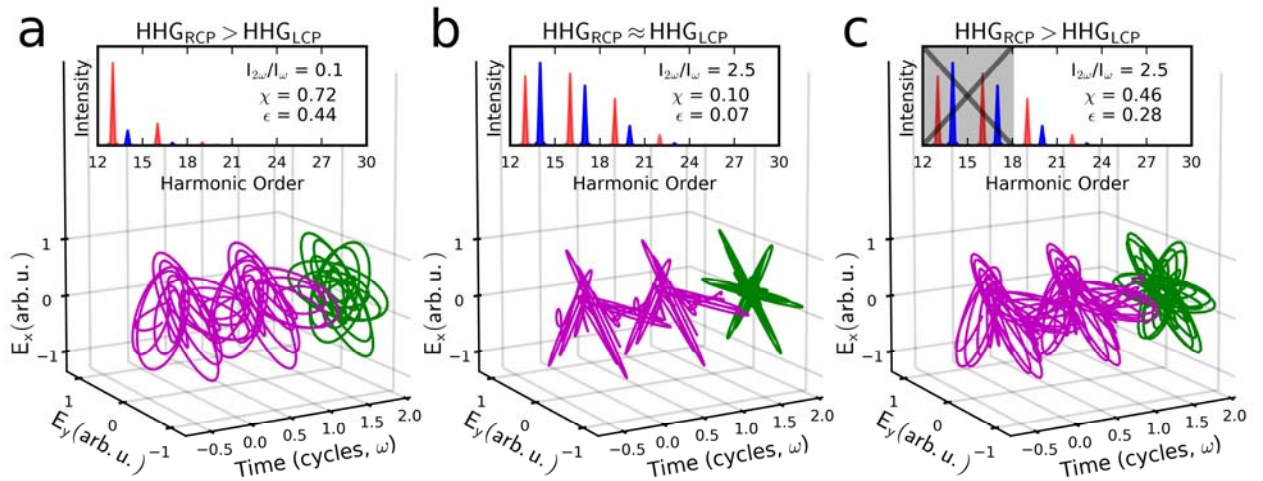 a
HHG_RCP > HHG_LCP
Intensity
I_2ω/I_ω = 0.1
χ = 0.72
ϵ = 0.44
12 15 18 21 24 27 30
Harmonic Order
E_x(arb. u.)
1
0
−1
E_y(arb. u.)
1
0
−1
−0.5 0.0 0.5 1.0 1.5 2.0
Time (cycles, ω)
b
HHG_RCP ≈ HHG_LCP
Intensity
I_2ω/I_ω = 2.5
χ = 0.10
ϵ = 0.07
12 15 18 21 24 27 30
Harmonic Order
E_x(arb. u.)
1
0
−1
E_y(arb. u.)
1
0
−1
−0.5 0.0 0.5 1.0 1.5 2.0
Time (cycles, ω)
c
HHG_RCP > HHG_LCP
Intensity
I_2ω/I_ω = 2.5
χ = 0.46
ϵ = 0.28
12 15 18 21 24 27 30
Harmonic Order
E_x(arb. u.)
1
0
−1
E_y(arb. u.)
1
0
−1
−0.5 0.0 0.5 1.0 1.5 2.0
Time (cycles, ω)